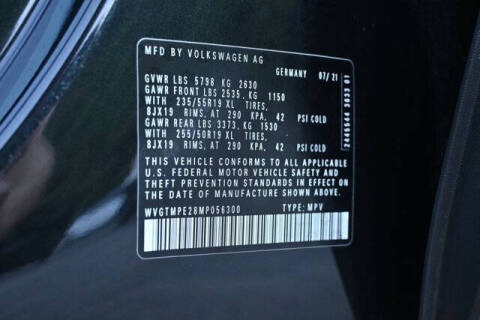 MFD BY VOLKSWAGEN AG
GERMANY 07/21
GVWR LBS 5798 KG 2630
GAWR FRONT LBS 2535, KG 1150
WITH 235/55R19 XL TIRES,
8JX19 RIMS, AT 290 KPA, 42 PSI COLD
GAWR REAR LBS 3373, KG 1530
WITH 255/50R19 XL TIRES,
8JX19 RIMS, AT 290 KPA, 42 PSI COLD
THIS VEHICLE CONFORMS TO ALL APPLICABLE
U.S. FEDERAL MOTOR VEHICLE SAFETY AND
THEFT PREVENTION STANDARDS IN EFFECT ON
THE DATE OF MANUFACTURE SHOWN ABOVE.
WVGTMPE28MP056300 TYPE: MPV
2445644 3033 01